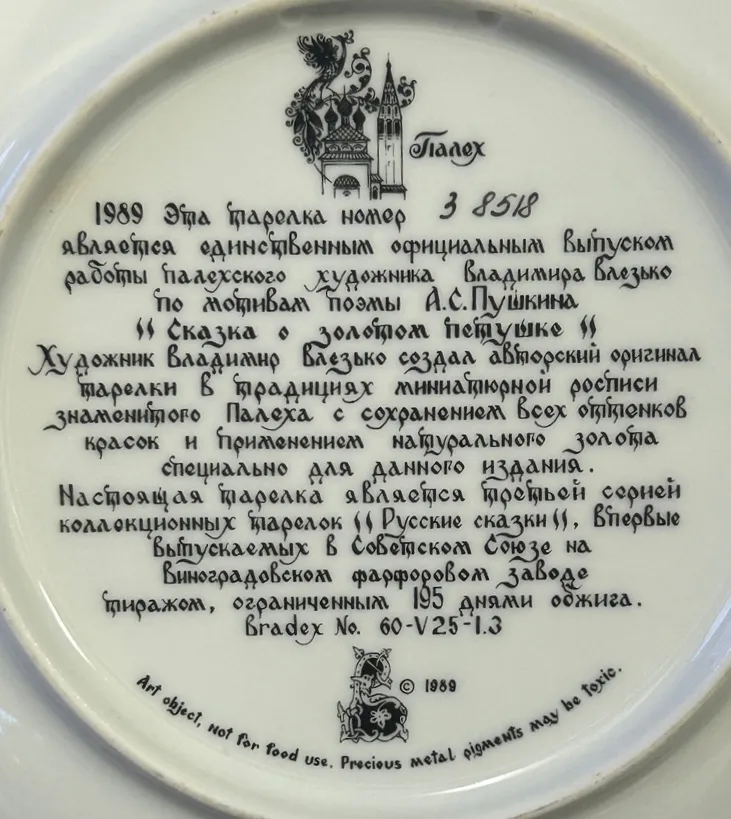 Палех
1989 Эта тарелка номер 3 8518
является единственным официальным выпуском
работы палехского художника Владимира Влезько
по мотивам поэмы А.С.Пушкина
"Сказка о золотом петушке"
Художник Владимир Влезько создал авторский оригинал
тарелки в традициях миниатюрной росписи
знаменитого Палеха с сохранением всех оттенков
красок и применением натурального золота
специально для данного издания.
Настоящая тарелка является третьей серией
коллекционных тарелок "Русские сказки", впервые
выпускаемых в Советском Союзе на
Виноградовском фарфоровом заводе
тиражом, ограниченным 195 днями обжига.
Bradex No. 60-V25-1.3
© 1989
Art object, not for food use. Precious metal pigments may be toxic.